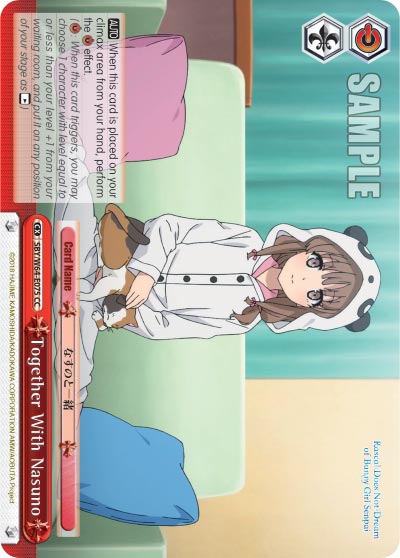 SAMPLE
Rascal Does Not Dream
of Bunny Girl Senpai
AUTO When this card is placed on your
climax area from your hand, perform
the effect.
( : When this card triggers, you may
choose 1 character with level equal to
or less than your level +1 from your
waiting room, and put it on any position
of your stage as )
Card Name
なすのと一緒
CX SBY/W64-E075 CC Together With Nasuno
©2018 HAJIME KAMOSHIDA/KADOKAWA CORPORATION AMW/AOBUTA Project